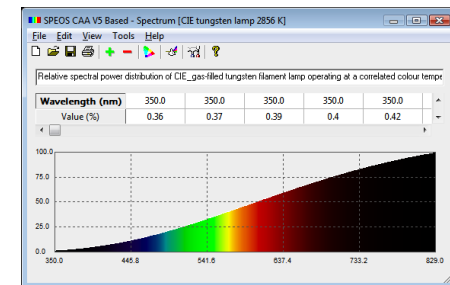 SPEOS CAA V5 Based - Spectrum [CIE tungsten lamp 2856 K]
File Edit View Tools Help
Relative spectral power distribution of CIE_gas-filled tungsten filament lamp operating at a correlated colour tempe
Wavelength (nm) 350.0 350.0 350.0 350.0 350.0
Value (%) 0.36 0.37 0.39 0.4 0.42
100.0
75.0
50.0
25.0
0.0
350.0 445.8 541.6 637.4 733.2 829.0